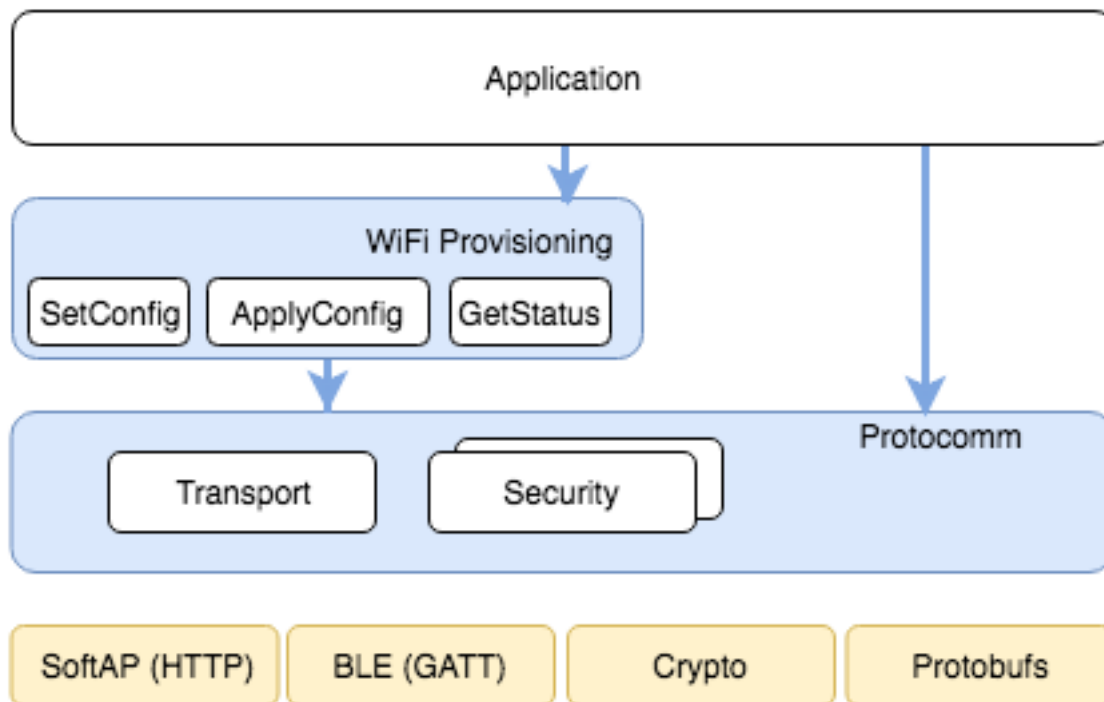 Application
WiFi Provisioning
SetConfig
ApplyConfig
GetStatus
Protocomm
Transport
Security
SoftAP (HTTP)
BLE (GATT)
Crypto
Protobufs